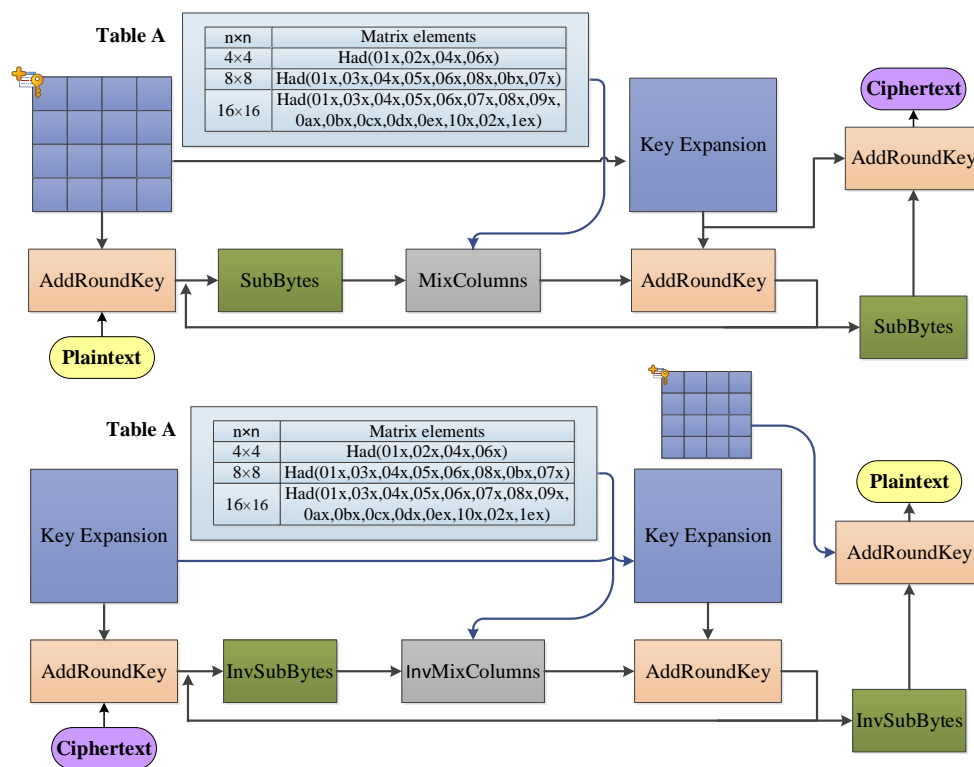 Table A
n×n Matrix elements
4×4 Had(01x,02x,04x,06x)
8×8 Had(01x,03x,04x,05x,06x,08x,0bx,07x)
16×16 Had(01x,03x,04x,05x,06x,07x,08x,09x,
0ax,0bx,0cx,0dx,0ex,10x,02x,1ex)
Key Expansion
Ciphertext
AddRoundKey
AddRoundKey
SubBytes
MixColumns
AddRoundKey
SubBytes
Plaintext
Table A
n×n Matrix elements
4×4 Had(01x,02x,04x,06x)
8×8 Had(01x,03x,04x,05x,06x,08x,0bx,07x)
16×16 Had(01x,03x,04x,05x,06x,07x,08x,09x,
0ax,0bx,0cx,0dx,0ex,10x,02x,1ex)
Key Expansion
Key Expansion
Plaintext
AddRoundKey
AddRoundKey
InvSubBytes
InvMixColumns
AddRoundKey
InvSubBytes
Ciphertext